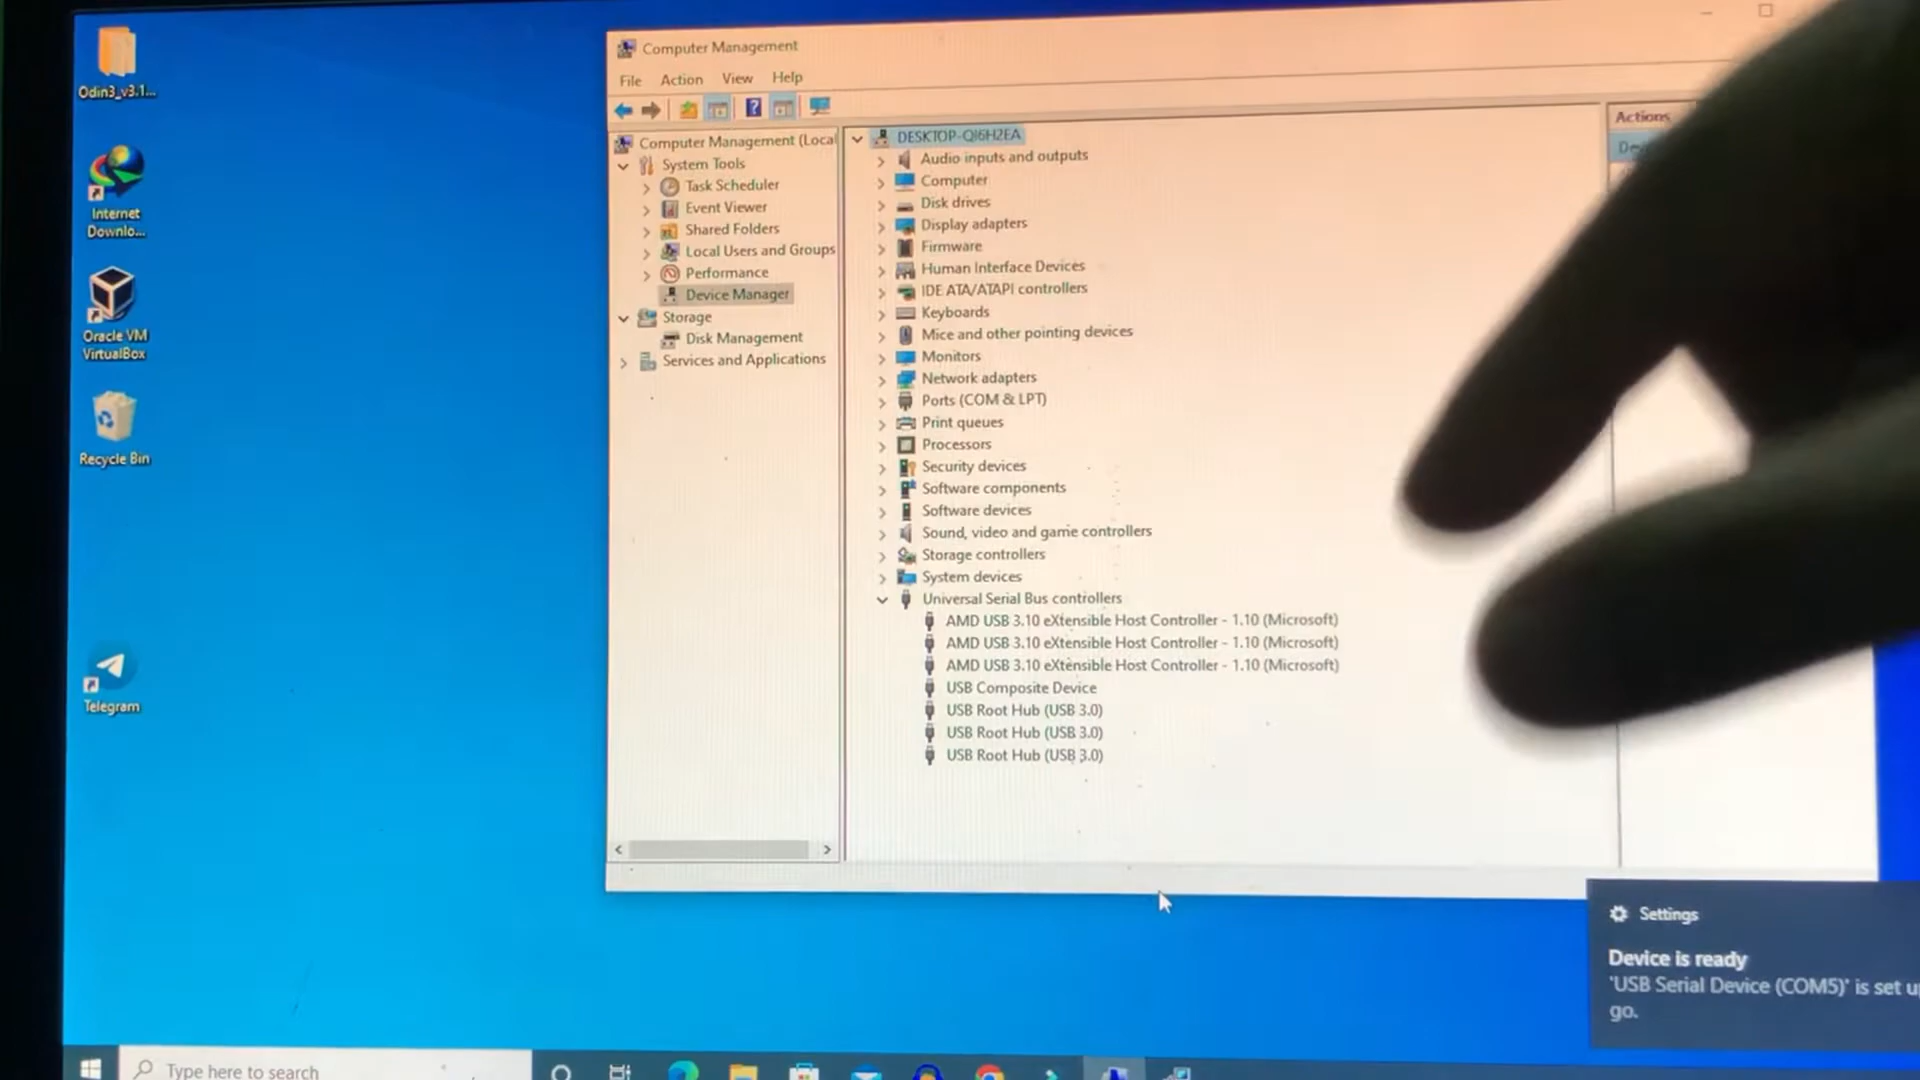 Odin3_v3.1...
Internet
Downlo...
Oracle VM
VirtualBox
Recycle Bin
Telegram
Computer Management
File Action View Help
Computer Management (Local
System Tools
Task Scheduler
Event Viewer
Shared Folders
Local Users and Groups
Performance
Device Manager
Storage
Disk Management
Services and Applications
DESKTOP-QI6H2EA
Audio inputs and outputs
Computer
Disk drives
Display adapters
Firmware
Human Interface Devices
IDE ATA/ATAPI controllers
Keyboards
Mice and other pointing devices
Monitors
Network adapters
Ports (COM & LPT)
Print queues
Processors
Security devices
Software components
Software devices
Sound, video and game controllers
Storage controllers
System devices
Universal Serial Bus controllers
AMD USB 3.10 eXtensible Host Controller - 1.10 (Microsoft)
AMD USB 3.10 eXtensible Host Controller - 1.10 (Microsoft)
AMD USB 3.10 eXtensible Host Controller - 1.10 (Microsoft)
USB Composite Device
USB Root Hub (USB 3.0)
USB Root Hub (USB 3.0)
USB Root Hub (USB 3.0)
Actions
Settings
Device is ready
'USB Serial Device (COM5)' is set u
go.
Type here to search